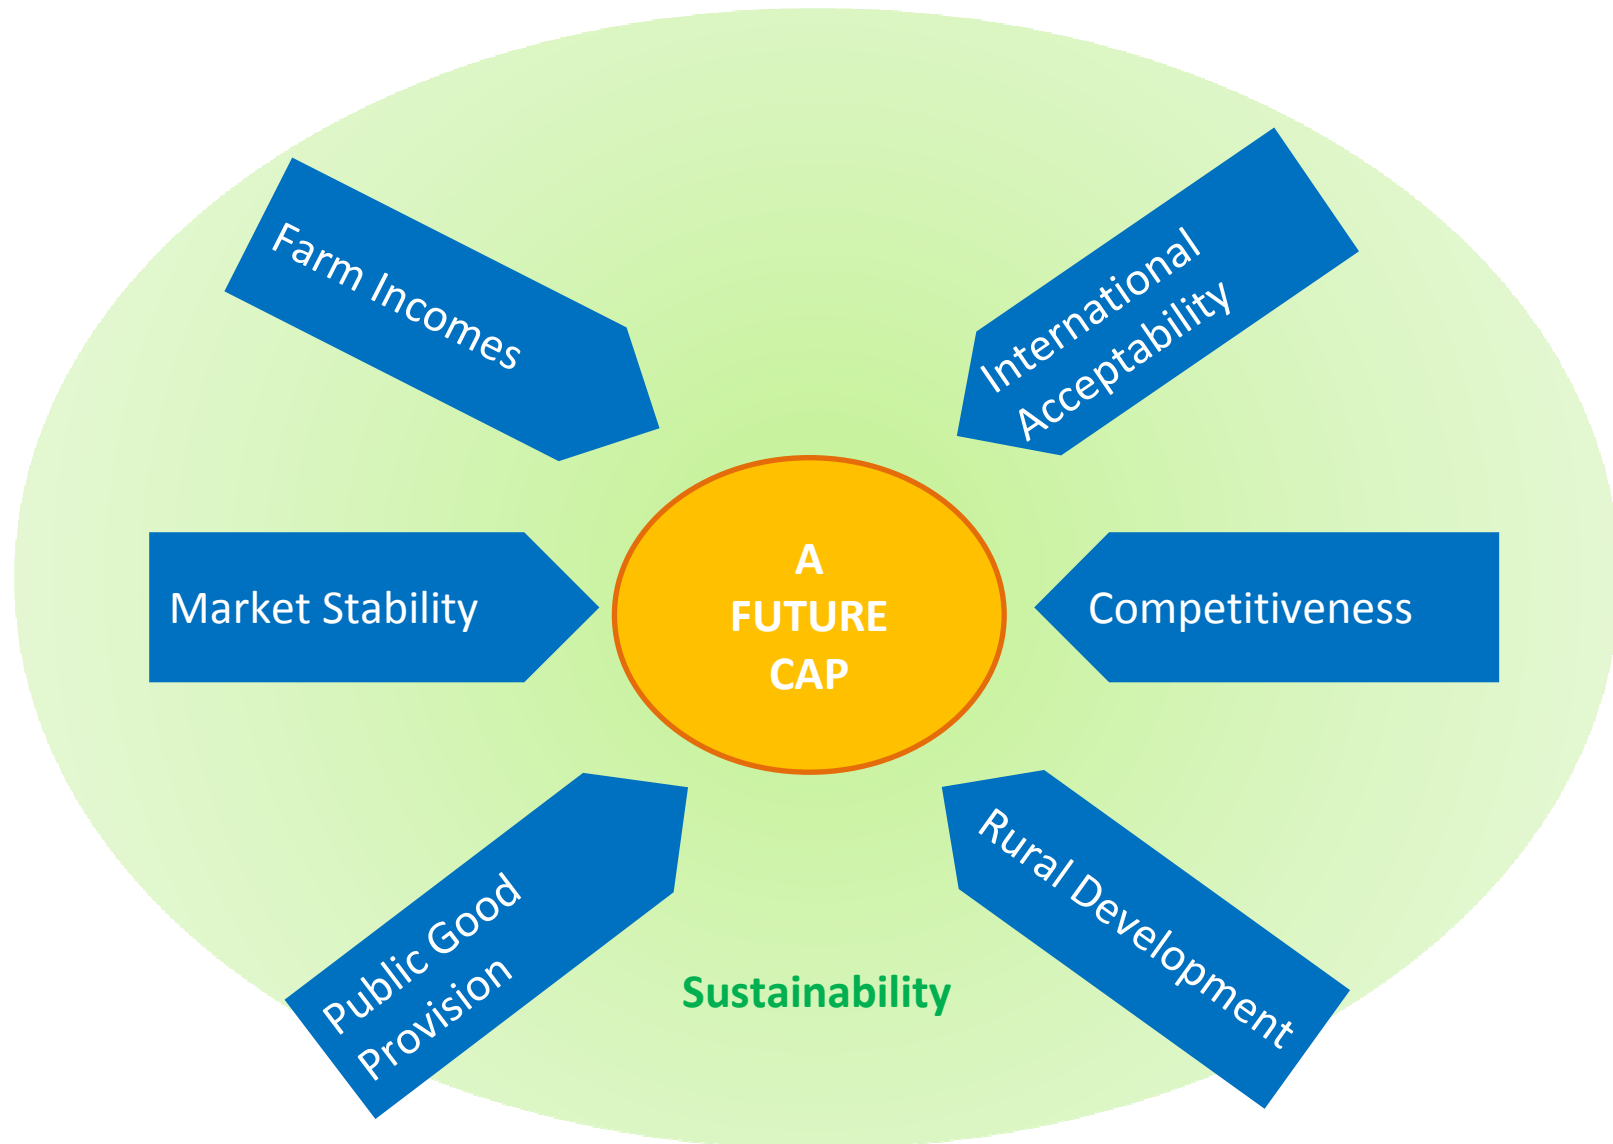 Farm Incomes
International
Acceptability
Market Stability
A
FUTURE
CAP
Competitiveness
Public Good
Provision
Rural Development
Sustainability